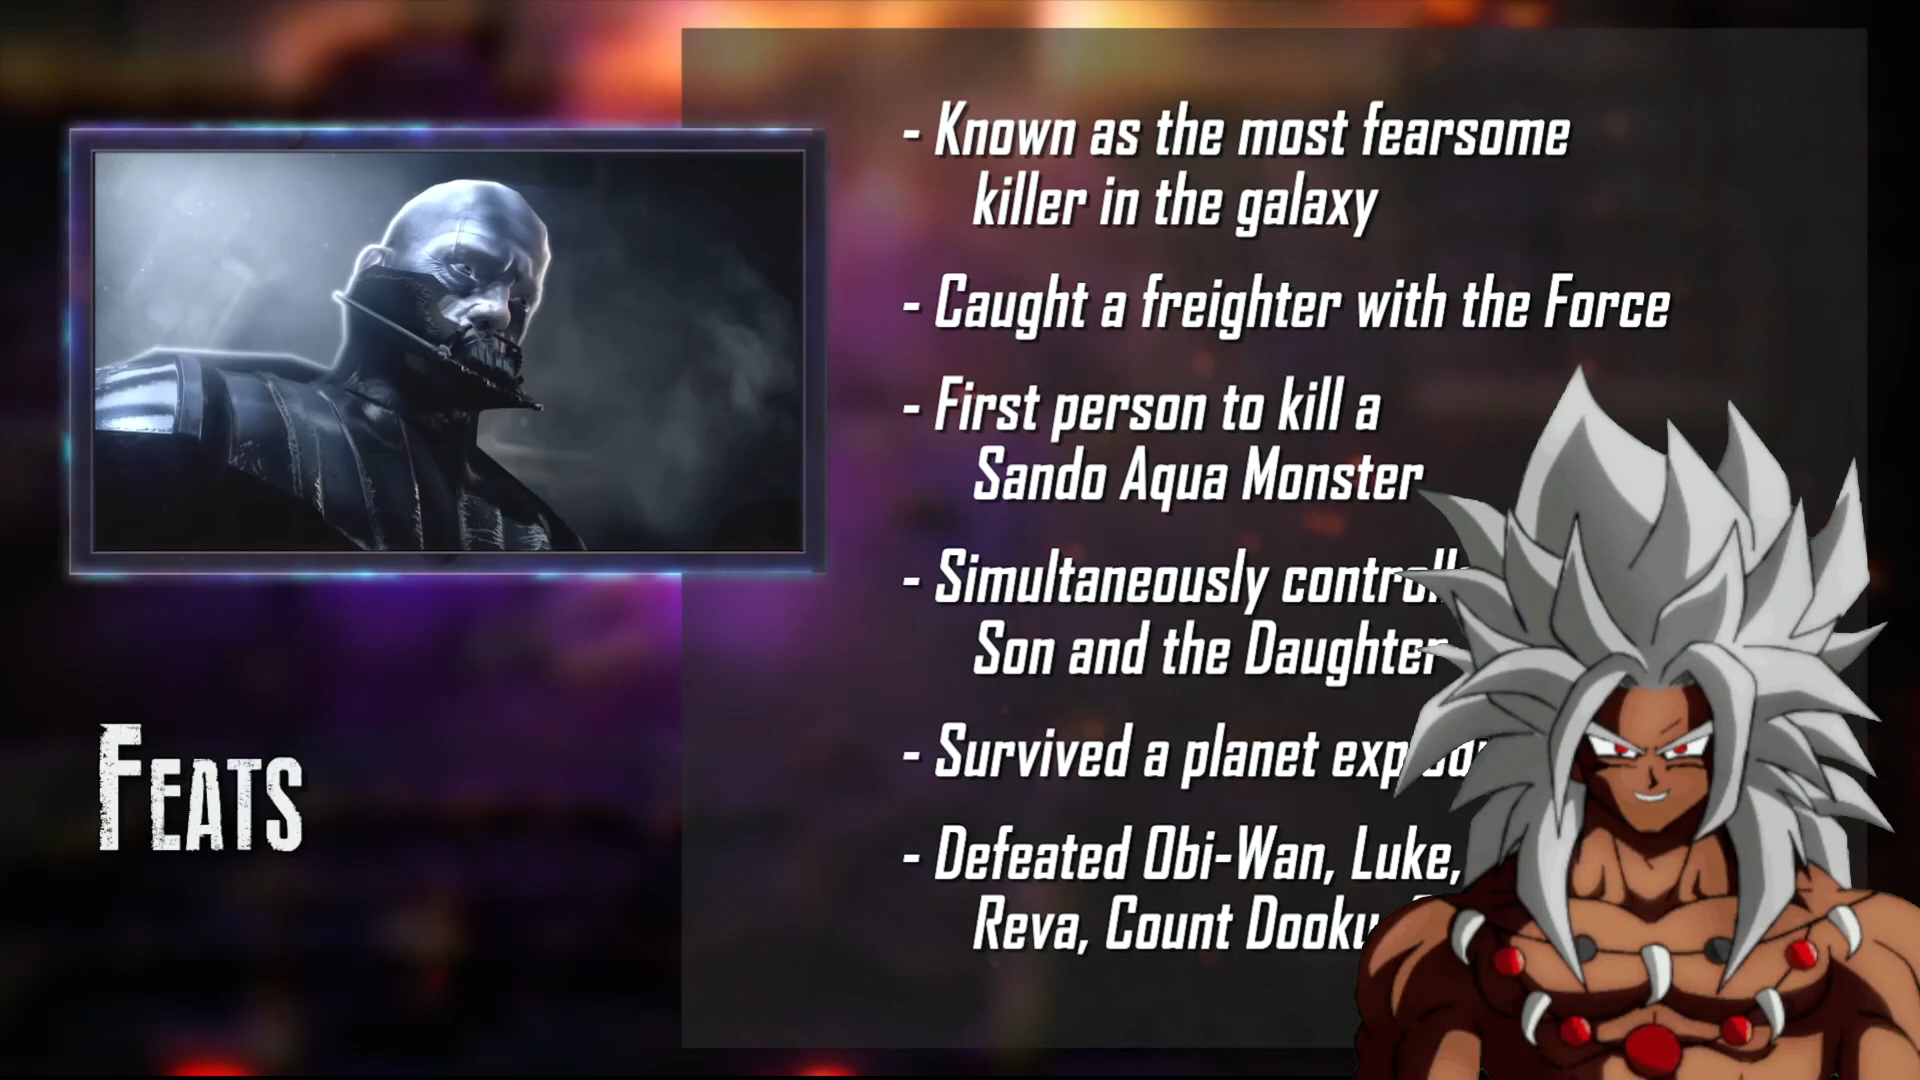 - Known as the most fearsome
killer in the galaxy
- Caught a freighter with the Force
- First person to kill a
Sando Aqua Monster
- Simultaneously
Son and the Daughter
- Survived a planet
- Defeated Obi-Wan, Luke,
Reva, Count
Feats